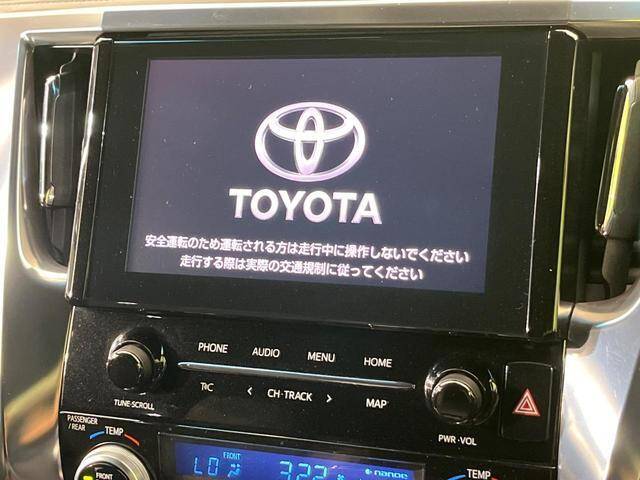 TOYOTA
安全運転のため運転される方は走行中に操作しないでください
走行する際は実際の交通規制に従ってください
PHONE AUDIO MENU HOME
TRC < CH·TRACK > MAP
TUNE·SCROLL
PWR·VOL
PASSENGER
/REAR
TEMP
FRONT
LO 322 nanoe
TEMP